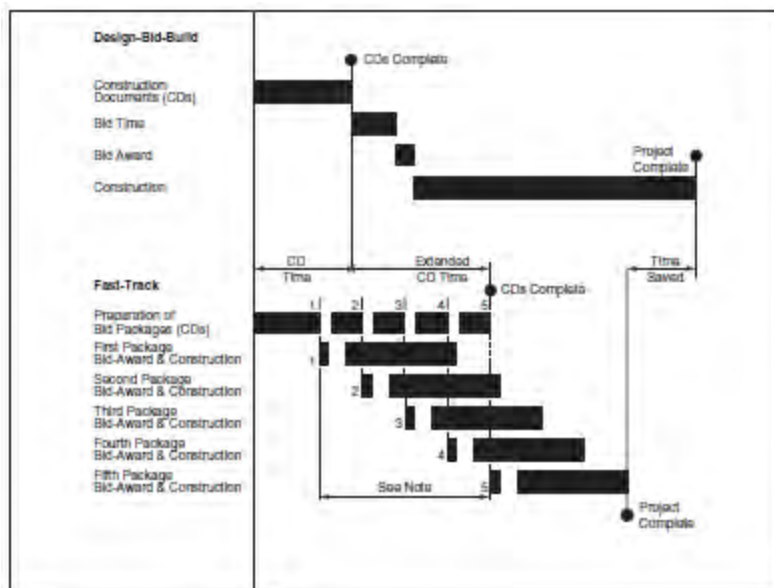 Design-Bid-Build
CDs Complete
Construction
Documents (CDs)
Bid Time
Bid Award
Project
Complete
Construction
CD
Time
Extended
CD Time
Time
Saved
Fast-Track
CDs Complete
1 2 3 4 5
Preparation of
Bid Packages (CDs)
First Package
Bid-Award & Construction
1
Second Package
Bid-Award & Construction
2
Third Package
Bid-Award & Construction
3
Fourth Package
Bid-Award & Construction
4
Fifth Package
Bid-Award & Construction
See Note
5
Project
Complete